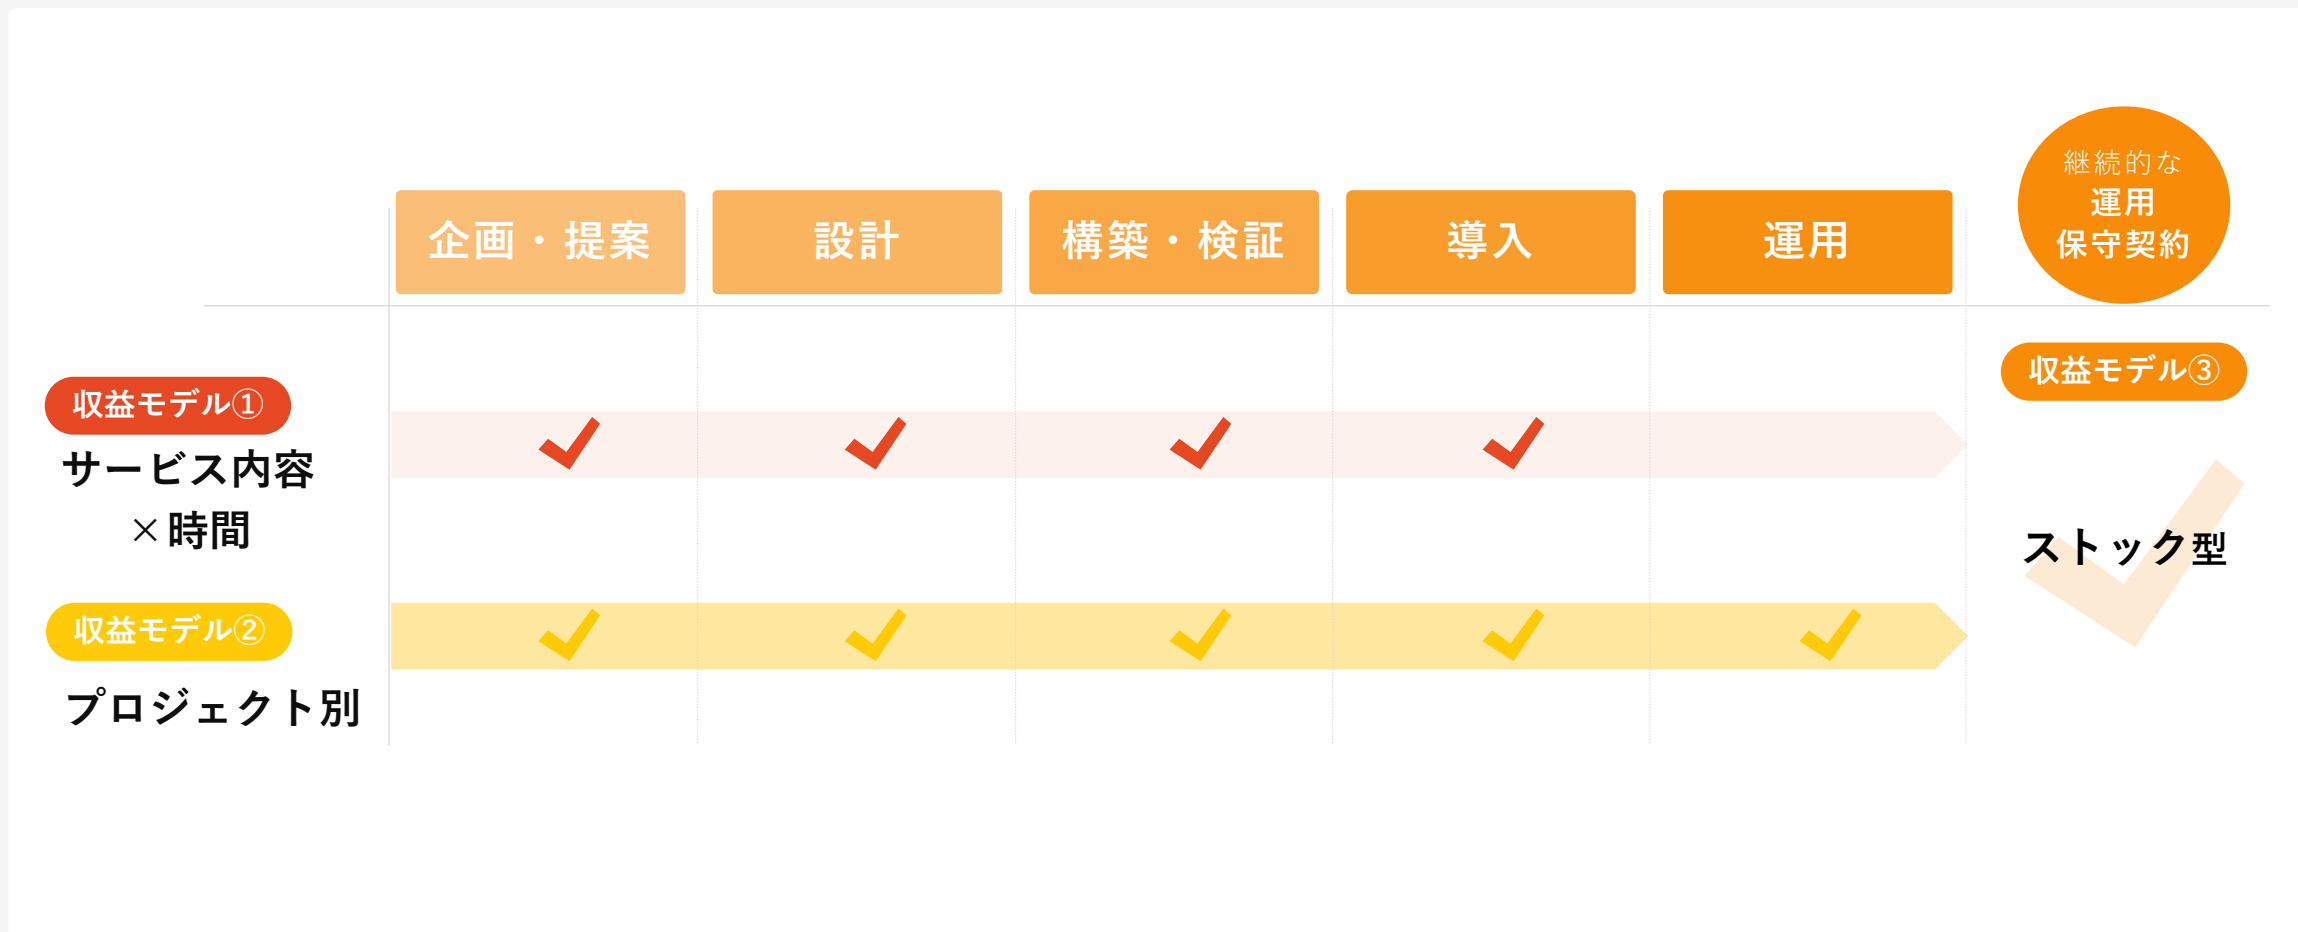 継続的な
運用
保守契約
企画・提案
設計
構築・検証
導入
運用
収益モデル①
サービス内容
×時間
収益モデル②
プロジェクト別
収益モデル③
ストック型